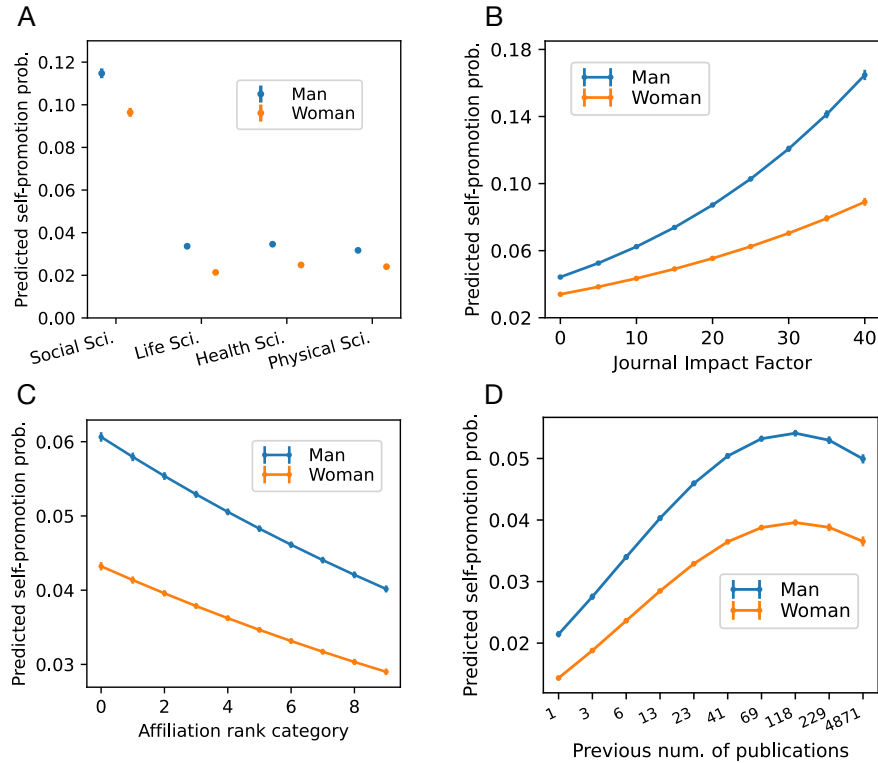 A
Predicted self-promotion prob.
0.12
0.10
0.08
0.06
0.04
0.02
0.00
Man
Woman
Social Sci.
Life Sci.
Health Sci.
Physical Sci.
B
Predicted self-promotion prob.
0.18
0.14
0.10
0.06
0.02
Man
Woman
0 10 20 30 40
Journal Impact Factor
C
Predicted self-promotion prob.
0.06
0.05
0.04
0.03
Man
Woman
0 2 4 6 8
Affiliation rank category
D
Predicted self-promotion prob.
0.05
0.04
0.03
0.02
Man
Woman
1 3 6 13 23 41 69 118 229 4871
Previous num. of publications